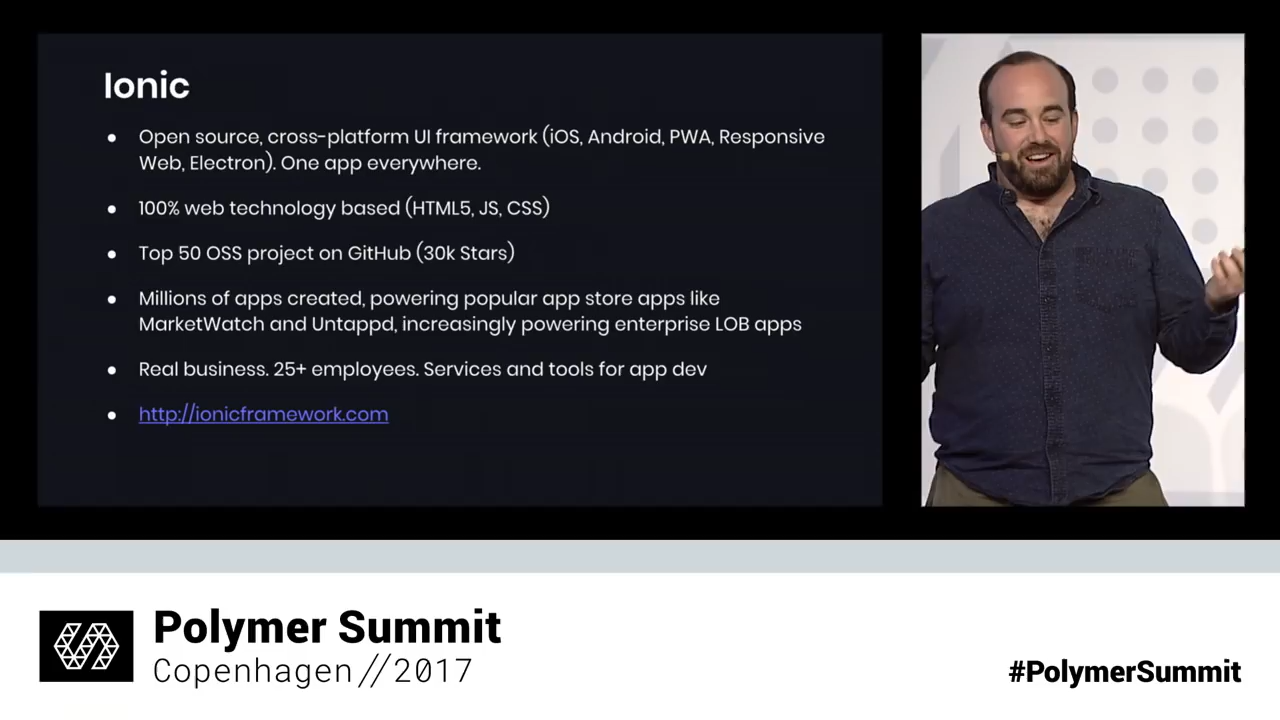 Ionic
● Open source, cross-platform UI framework (iOS, Android, PWA, Responsive
Web, Electron). One app everywhere.
● 100% web technology based (HTML5, JS, CSS)
● Top 50 OSS project on GitHub (30k Stars)
● Millions of apps created, powering popular app store apps like
MarketWatch and Untappd, increasingly powering enterprise LOB apps
● Real business. 25+ employees. Services and tools for app dev
● http://ionicframework.com
Polymer Summit
Copenhagen//2017
#PolymerSummit